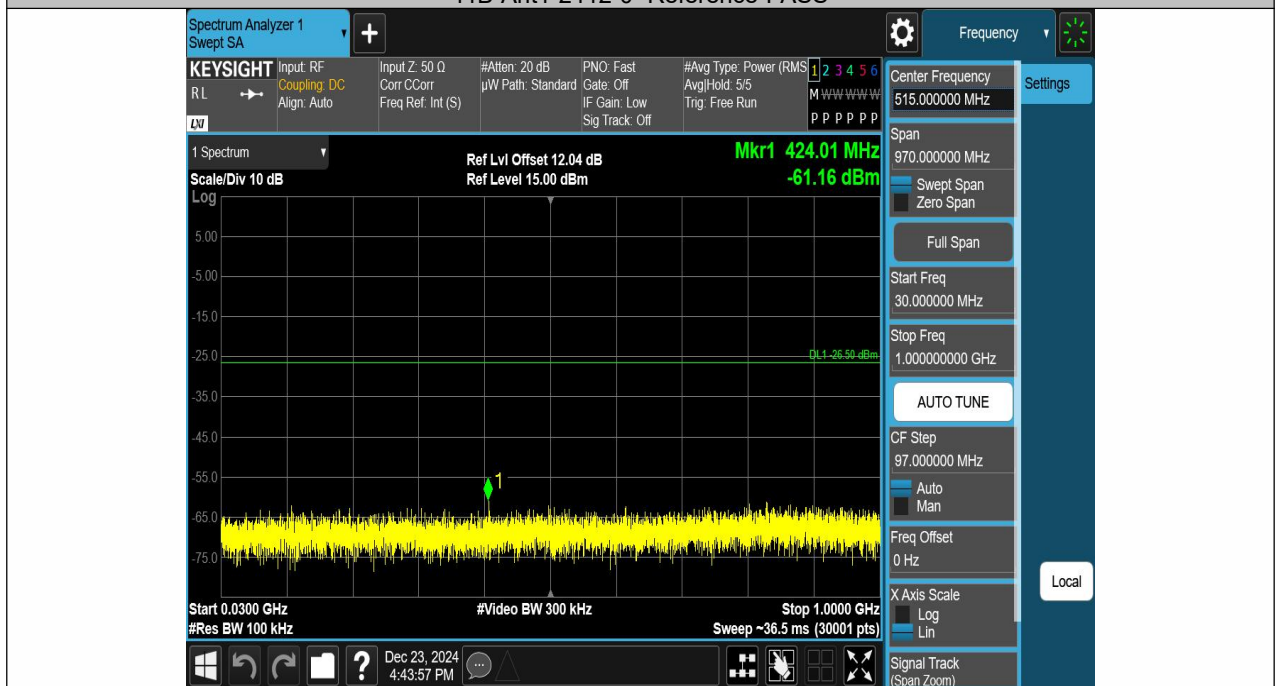 Spectrum Analyzer 1
Swept SA
+
Frequency
KEYSIGHT
RL
LXI
Input: RF
Coupling: DC
Align: Auto
Input Z: 50 Ω
Corr CCorr
Freq Ref: Int (S)
#Atten: 20 dB
µW Path: Standard
PNO: Fast
Gate: Off
IF Gain: Low
Sig Track: Off
#Avg Type: Power (RMS
Avg|Hold: 5/5
Trig: Free Run
1 2 3 4 5 6
M W W W W W
P P P P P P
1 Spectrum
Scale/Div 10 dB
Log
Ref Lvl Offset 12.04 dB
Ref Level 15.00 dBm
Mkr1 424.01 MHz
-61.16 dBm
5.00
-5.00
-15.0
-25.0
DL1 -26.50 dBm
-35.0
-45.0
-55.0
1
-65.0
-75.0
Start 0.0300 GHz
#Res BW 100 kHz
#Video BW 300 kHz
Stop 1.0000 GHz
Sweep ~36.5 ms (30001 pts)
Center Frequency
515.000000 MHz
Settings
Span
970.000000 MHz
Swept Span
Zero Span
Full Span
Start Freq
30.000000 MHz
Stop Freq
1.000000000 GHz
AUTO TUNE
CF Step
97.000000 MHz
Auto
Man
Freq Offset
0 Hz
Local
X Axis Scale
Log
Lin
Signal Track
(Span Zoom)
?
Dec 23, 2024
4:43:57 PM